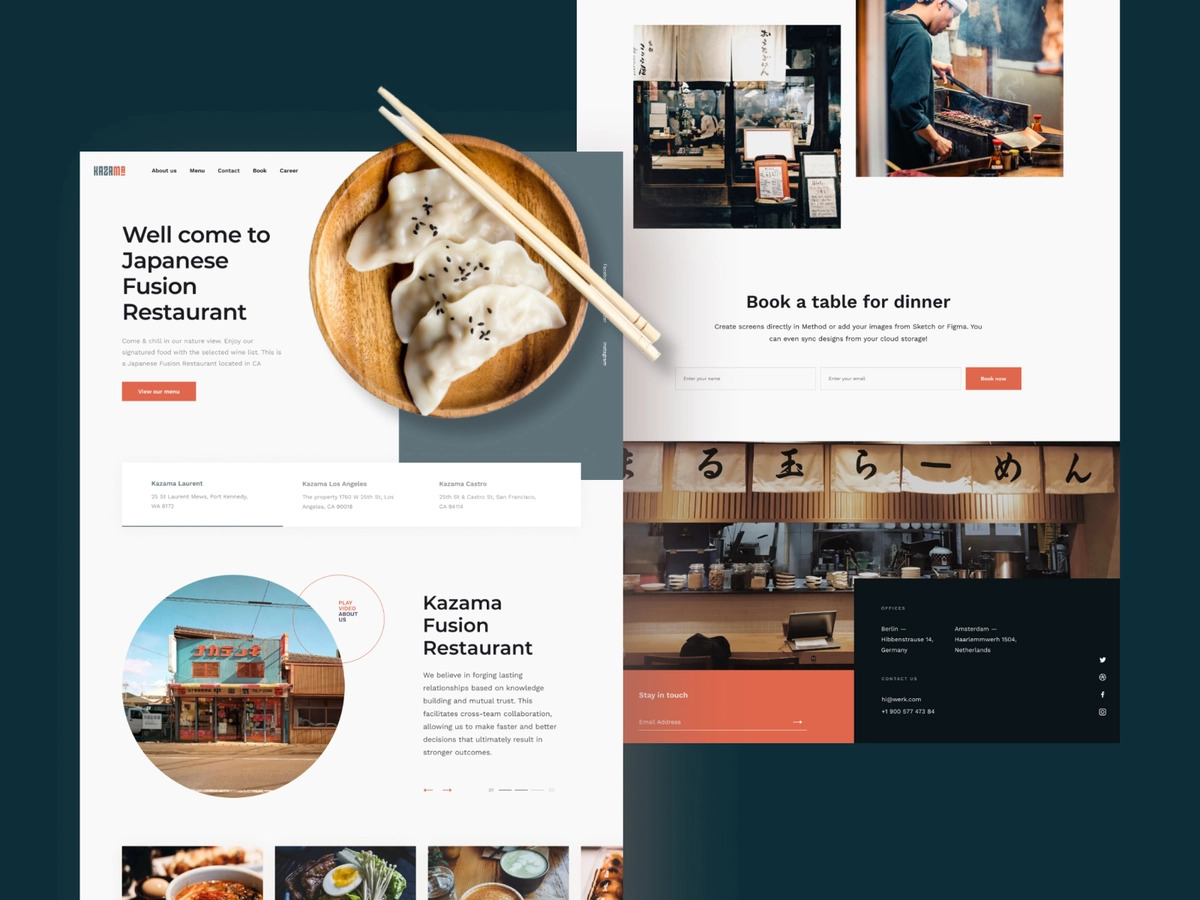 KAZAMA
About us Menu Contact Book Career
Well come to
Japanese
Fusion
Restaurant
Come & chill in our nature view. Enjoy our
signatured food with the selected wine list. This is
a Japanese Fusion Restaurant located in CA
View our menu
Instagram
Kazama Laurent
25 St Laurent Mews, Port Kennedy,
WA 6172
Kazama Los Angeles
The property 1760 W 25th St, Los
Angeles, CA 90018
Kazama Castro
25th St & Castro St, San Francisco,
CA 94114
PLAY
VIDEO
ABOUT
US
Kazama
Fusion
Restaurant
We believe in forging lasting
relationships based on knowledge
building and mutual trust. This
facilitates cross-team collaboration,
allowing us to make faster and better
decisions that ultimately result in
stronger outcomes.
Book a table for dinner
Create screens directly in Method or add your images from Sketch or Figma. You
can even sync designs from your cloud storage!
Enter your name Enter your email Book now
る玉らーめん
Stay in touch
Email Address
OFFICES
Berlin —
Hibbenstrause 14,
Germany
Amsterdam —
Haarlemmwerh 1504,
Netherlands
CONTACT US
hi@werk.com
+1 900 577 473 84